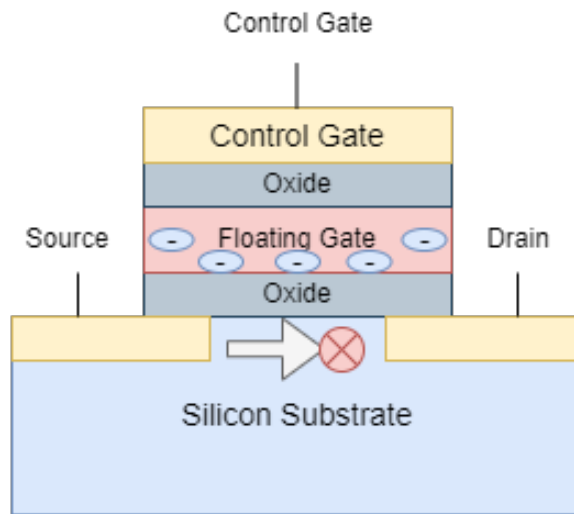 Control Gate
Control Gate
Oxide
Source
- Floating Gate -
Drain
- - -
Oxide
Silicon Substrate